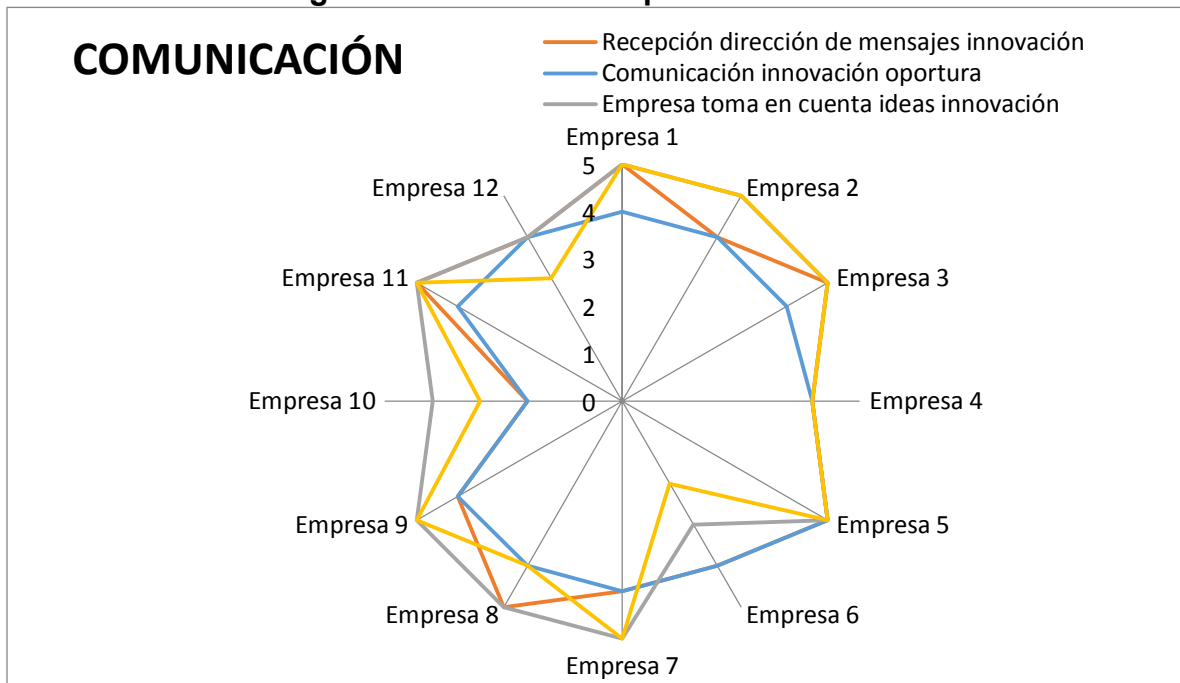 COMUNICACIÓN
Recepción dirección de mensajes innovación
Comunicación innovación oportura
Empresa toma en cuenta ideas innovación
Empresa 1
Empresa 2
Empresa 3
Empresa 4
Empresa 5
Empresa 6
Empresa 7
Empresa 8
Empresa 9
Empresa 10
Empresa 11
Empresa 12
5
4
3
2
1
0